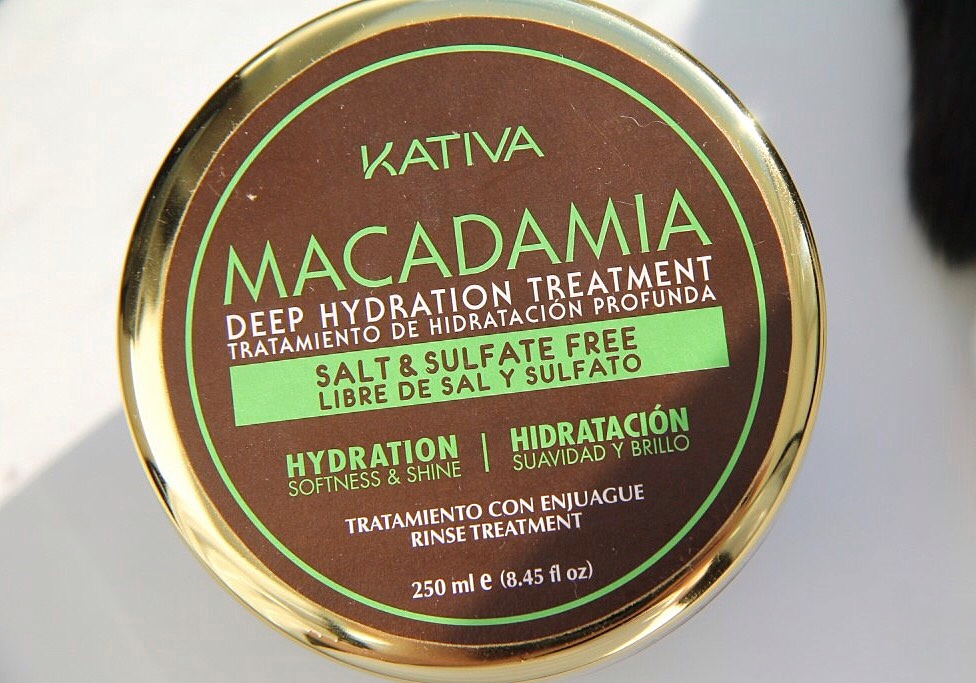 KATIVA
MACADAMIA
DEEP HYDRATION TREATMENT
TRATAMIENTO DE HIDRATACIÓN PROFUNDA
SALT & SULFATE FREE
LIBRE DE SAL Y SULFATO
HYDRATION | HIDRATACIÓN
SOFTNESS & SHINE SUAVIDAD Y BRILLO
TRATAMIENTO CON ENJUAGUE
RINSE TREATMENT
250 ml e (8.45 fl oz)